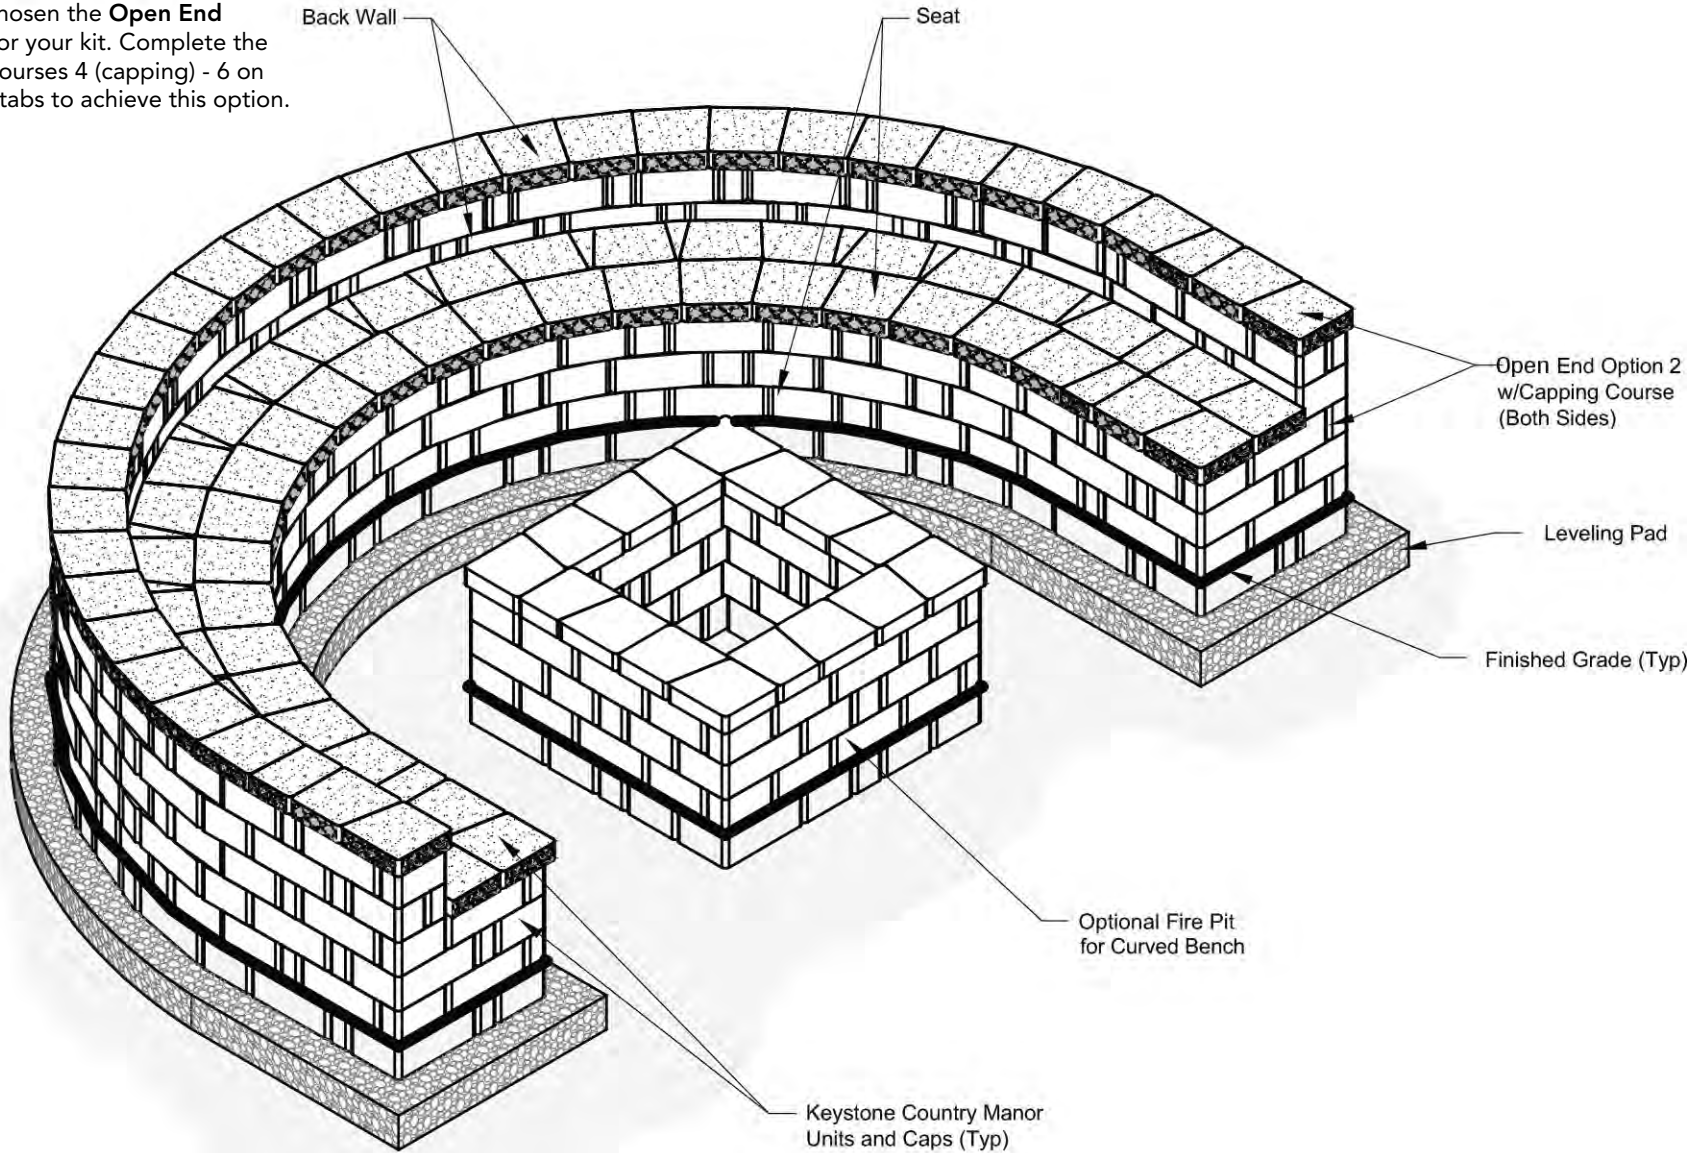 hosen the Open End
or your kit. Complete the
ourses 4 (capping) - 6 on
tabs to achieve this option.
Back Wall
Seat
Open End Option 2
w/Capping Course
(Both Sides)
Leveling Pad
Finished Grade (Typ)
Optional Fire Pit
for Curved Bench
Keystone Country Manor
Units and Caps (Typ)